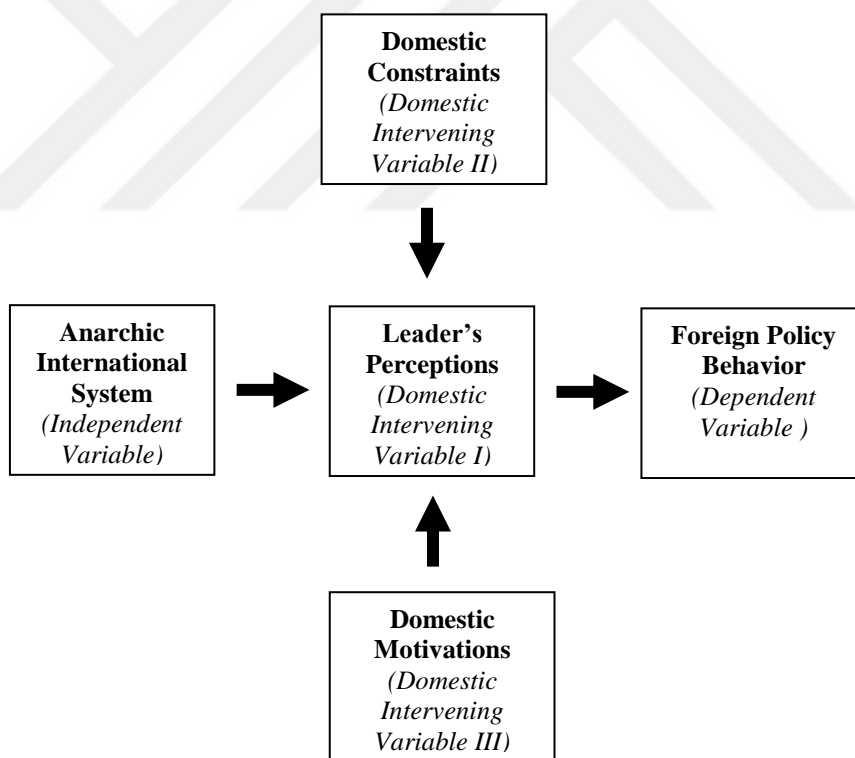 Domestic
Constraints
(Domestic
Intervening
Variable II)
Anarchic
International
System
(Independent
Variable)
Leader's
Perceptions
(Domestic
Intervening
Variable I)
Foreign Policy
Behavior
(Dependent
Variable )
Domestic
Motivations
(Domestic
Intervening
Variable III)